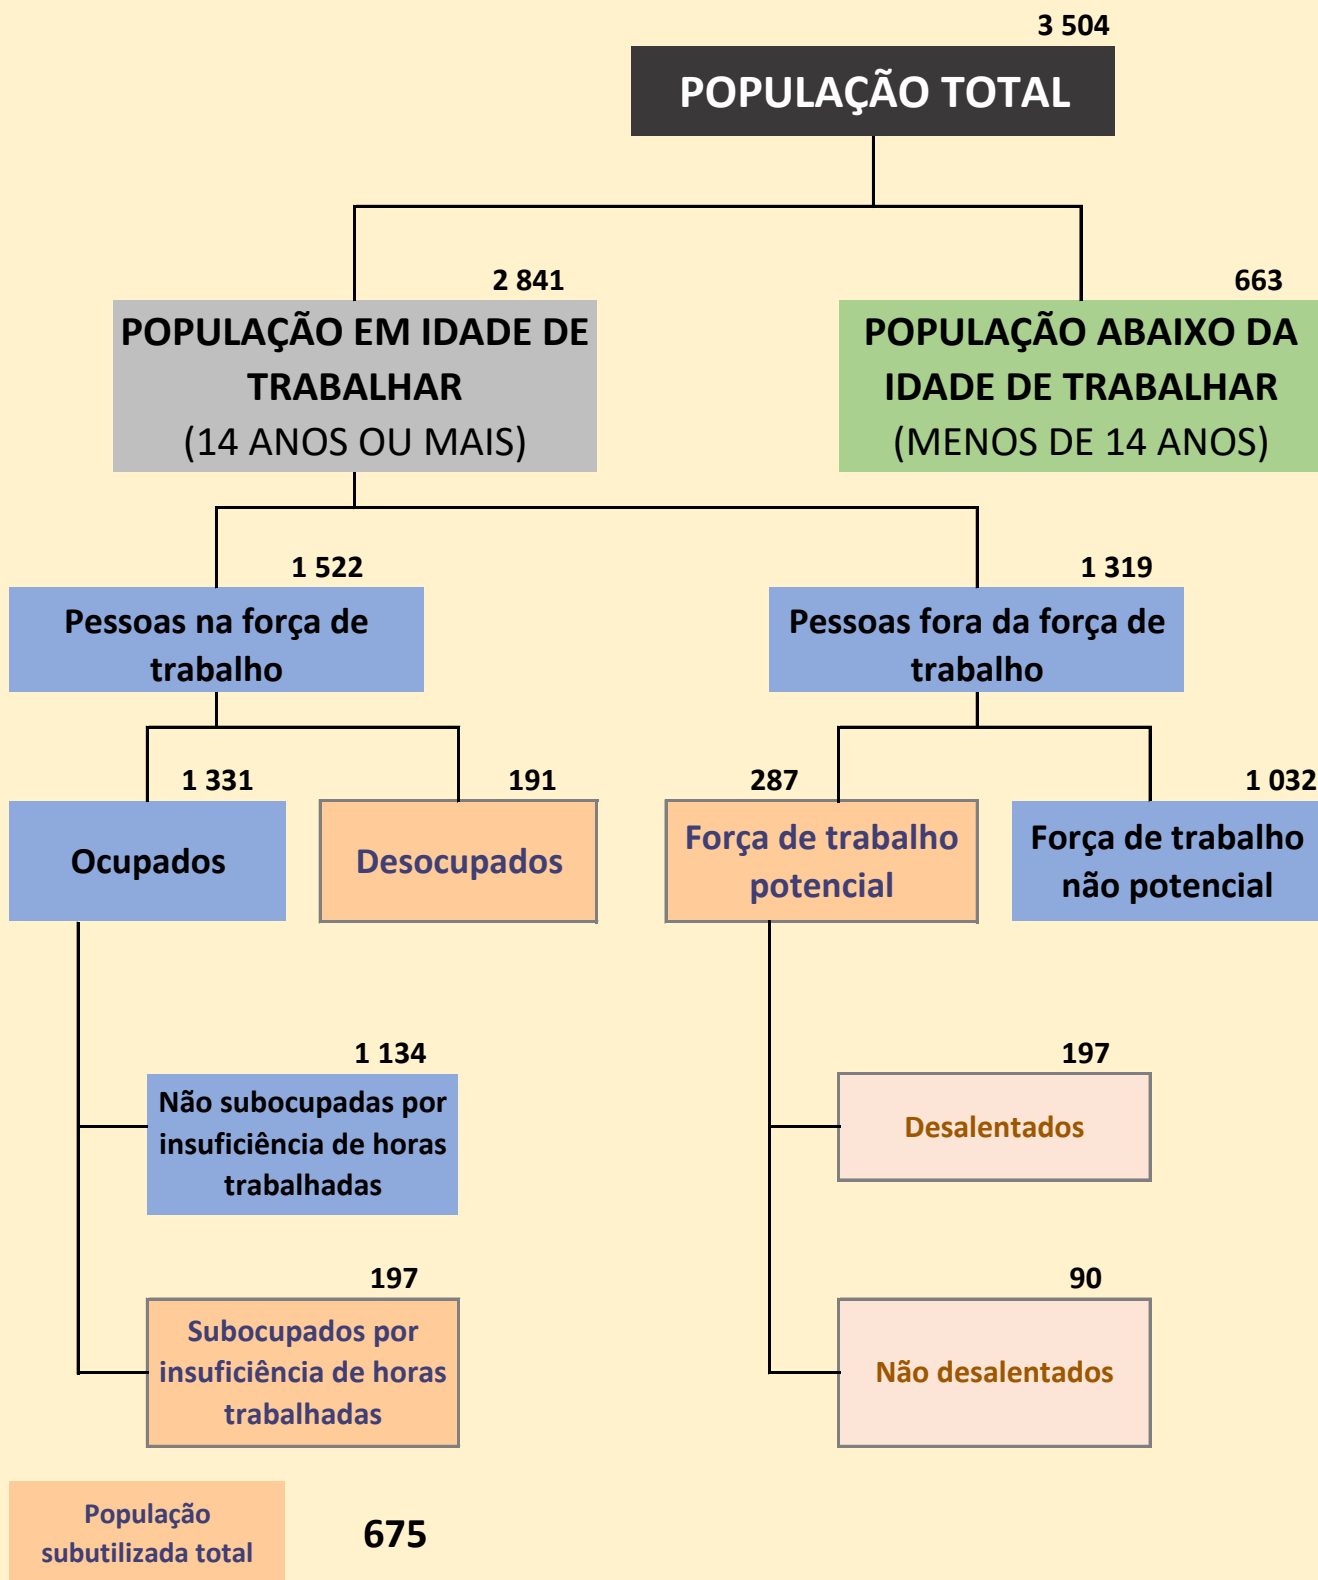 3 504
POPULAÇÃO TOTAL
2 841
663
POPULAÇÃO EM IDADE DE
TRABALHAR
(14 ANOS OU MAIS)
POPULAÇÃO ABAIXO DA
IDADE DE TRABALHAR
(MENOS DE 14 ANOS)
1 522
1 319
Pessoas na força de
trabalho
Pessoas fora da força de
trabalho
1 331
191
287
1 032
Ocupados
Desocupados
Força de trabalho
potencial
Força de trabalho
não potencial
1 134
197
Não subocupadas por
insuficiência de horas
trabalhadas
Desalentados
197
90
Subocupados por
insuficiência de horas
trabalhadas
Não desalentados
População
subutilizada total
675